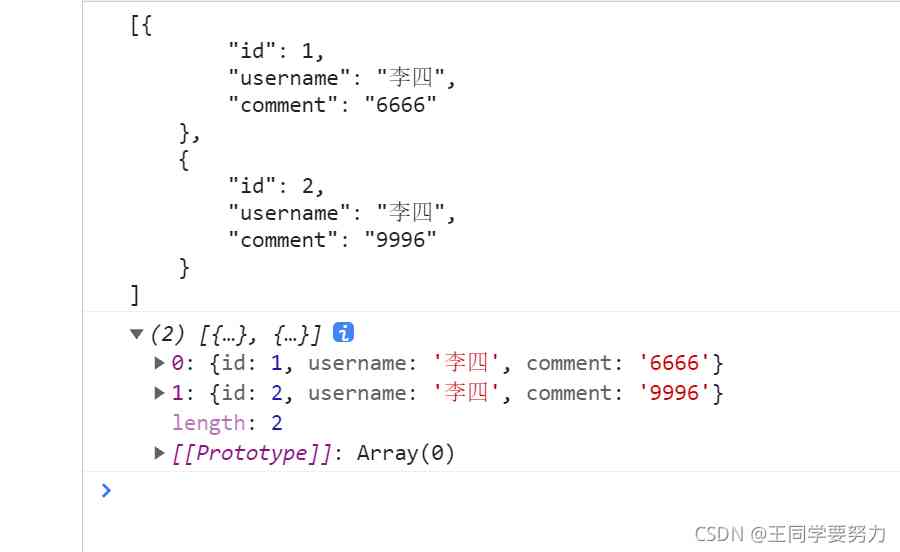 [{
"id": 1,
"username": "李四",
"comment": "6666"
},
{
"id": 2,
"username": "李四",
"comment": "9996"
}
]
(2) [{…}, {…}] i
0: {id: 1, username: '李四', comment: '6666'}
1: {id: 2, username: '李四', comment: '9996'}
length: 2
[[Prototype]]: Array(0)
CSDN @王同学要努力